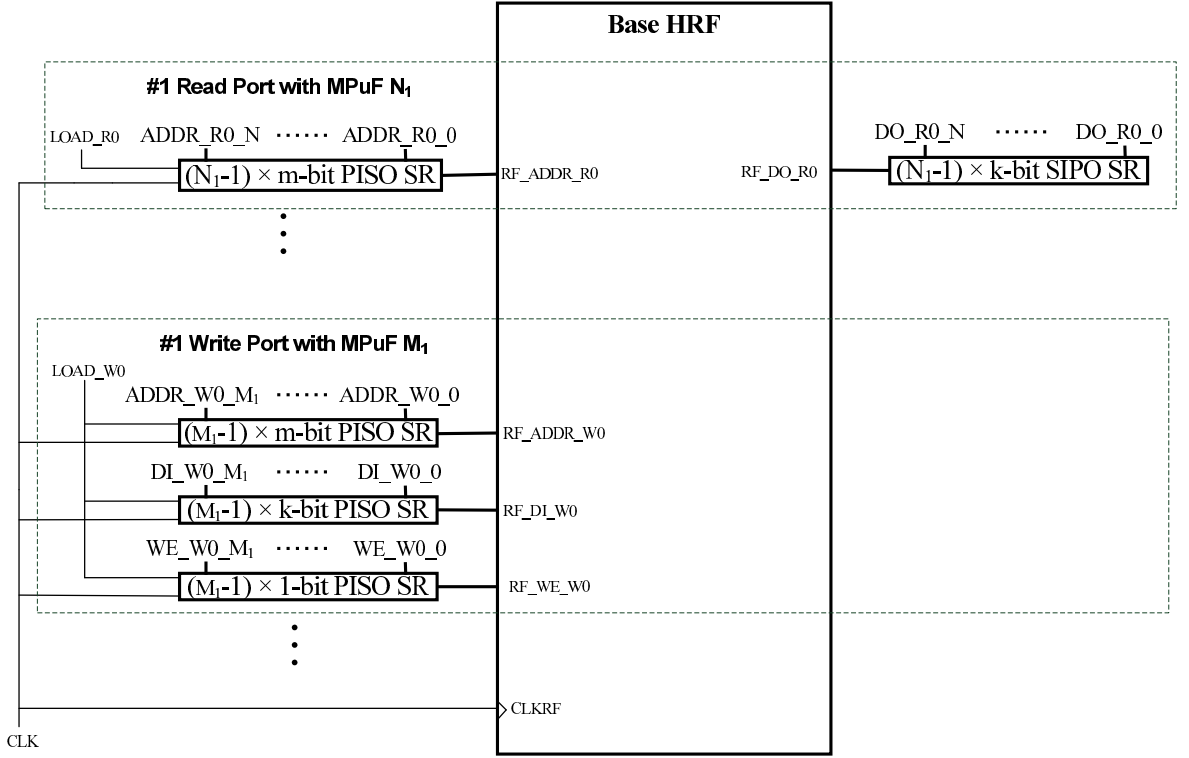 Base HRF
#1 Read Port with MPuF N₁
LOAD_R0
ADDR_R0_N ······ ADDR_R0_0
(N₁-1) × m-bit PISO SR
RF_ADDR_R0
RF_DO_R0
DO_R0_N ······ DO_R0_0
(N₁-1) × k-bit SIPO SR
#1 Write Port with MPuF M₁
LOAD_W0
ADDR_W0_M₁ ······ ADDR_W0_0
(M₁-1) × m-bit PISO SR
RF_ADDR_W0
DI_W0_M₁ ······ DI_W0_0
(M₁-1) × k-bit PISO SR
RF_DI_W0
WE_W0_M₁ ······ WE_W0_0
(M₁-1) × 1-bit PISO SR
RF_WE_W0
CLKRF
CLK